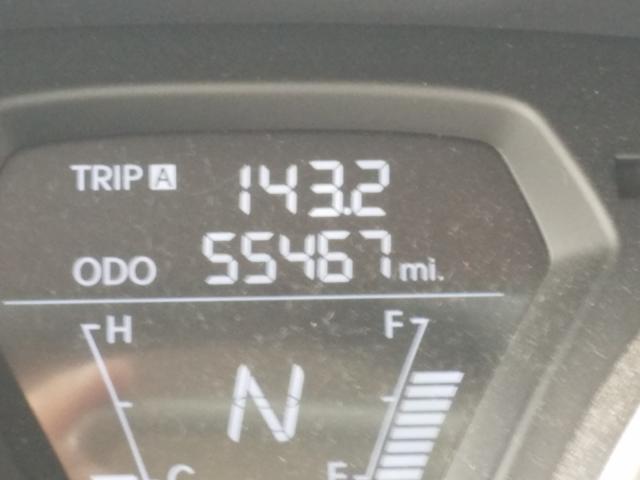 TRIP A 143.2
ODO 55467 mi.
H F
N
C E